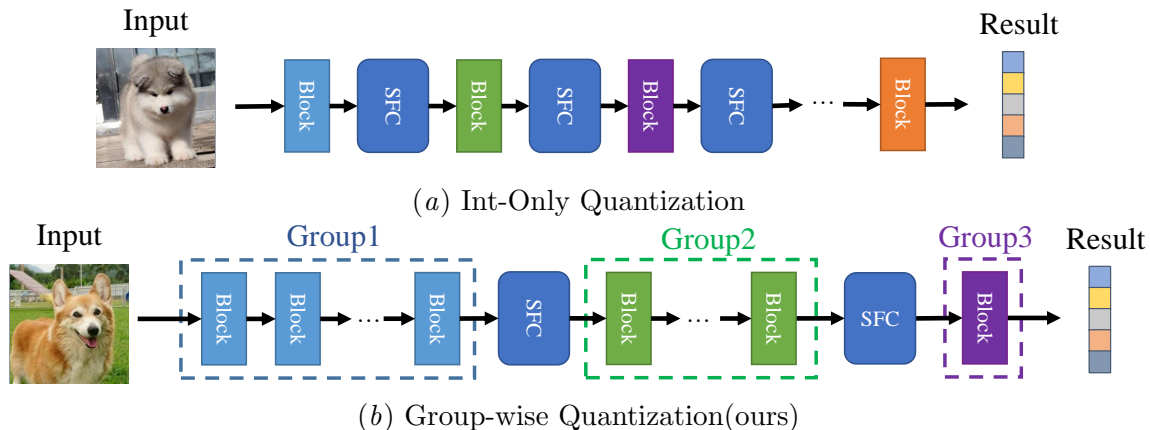 Input
Result
Block
SFC
Block
SFC
Block
SFC
...
Block
(a) Int-Only Quantization
Input
Group1
Group2
Group3
Result
Block
Block
...
Block
SFC
Block
...
Block
SFC
Block
(b) Group-wise Quantization(ours)